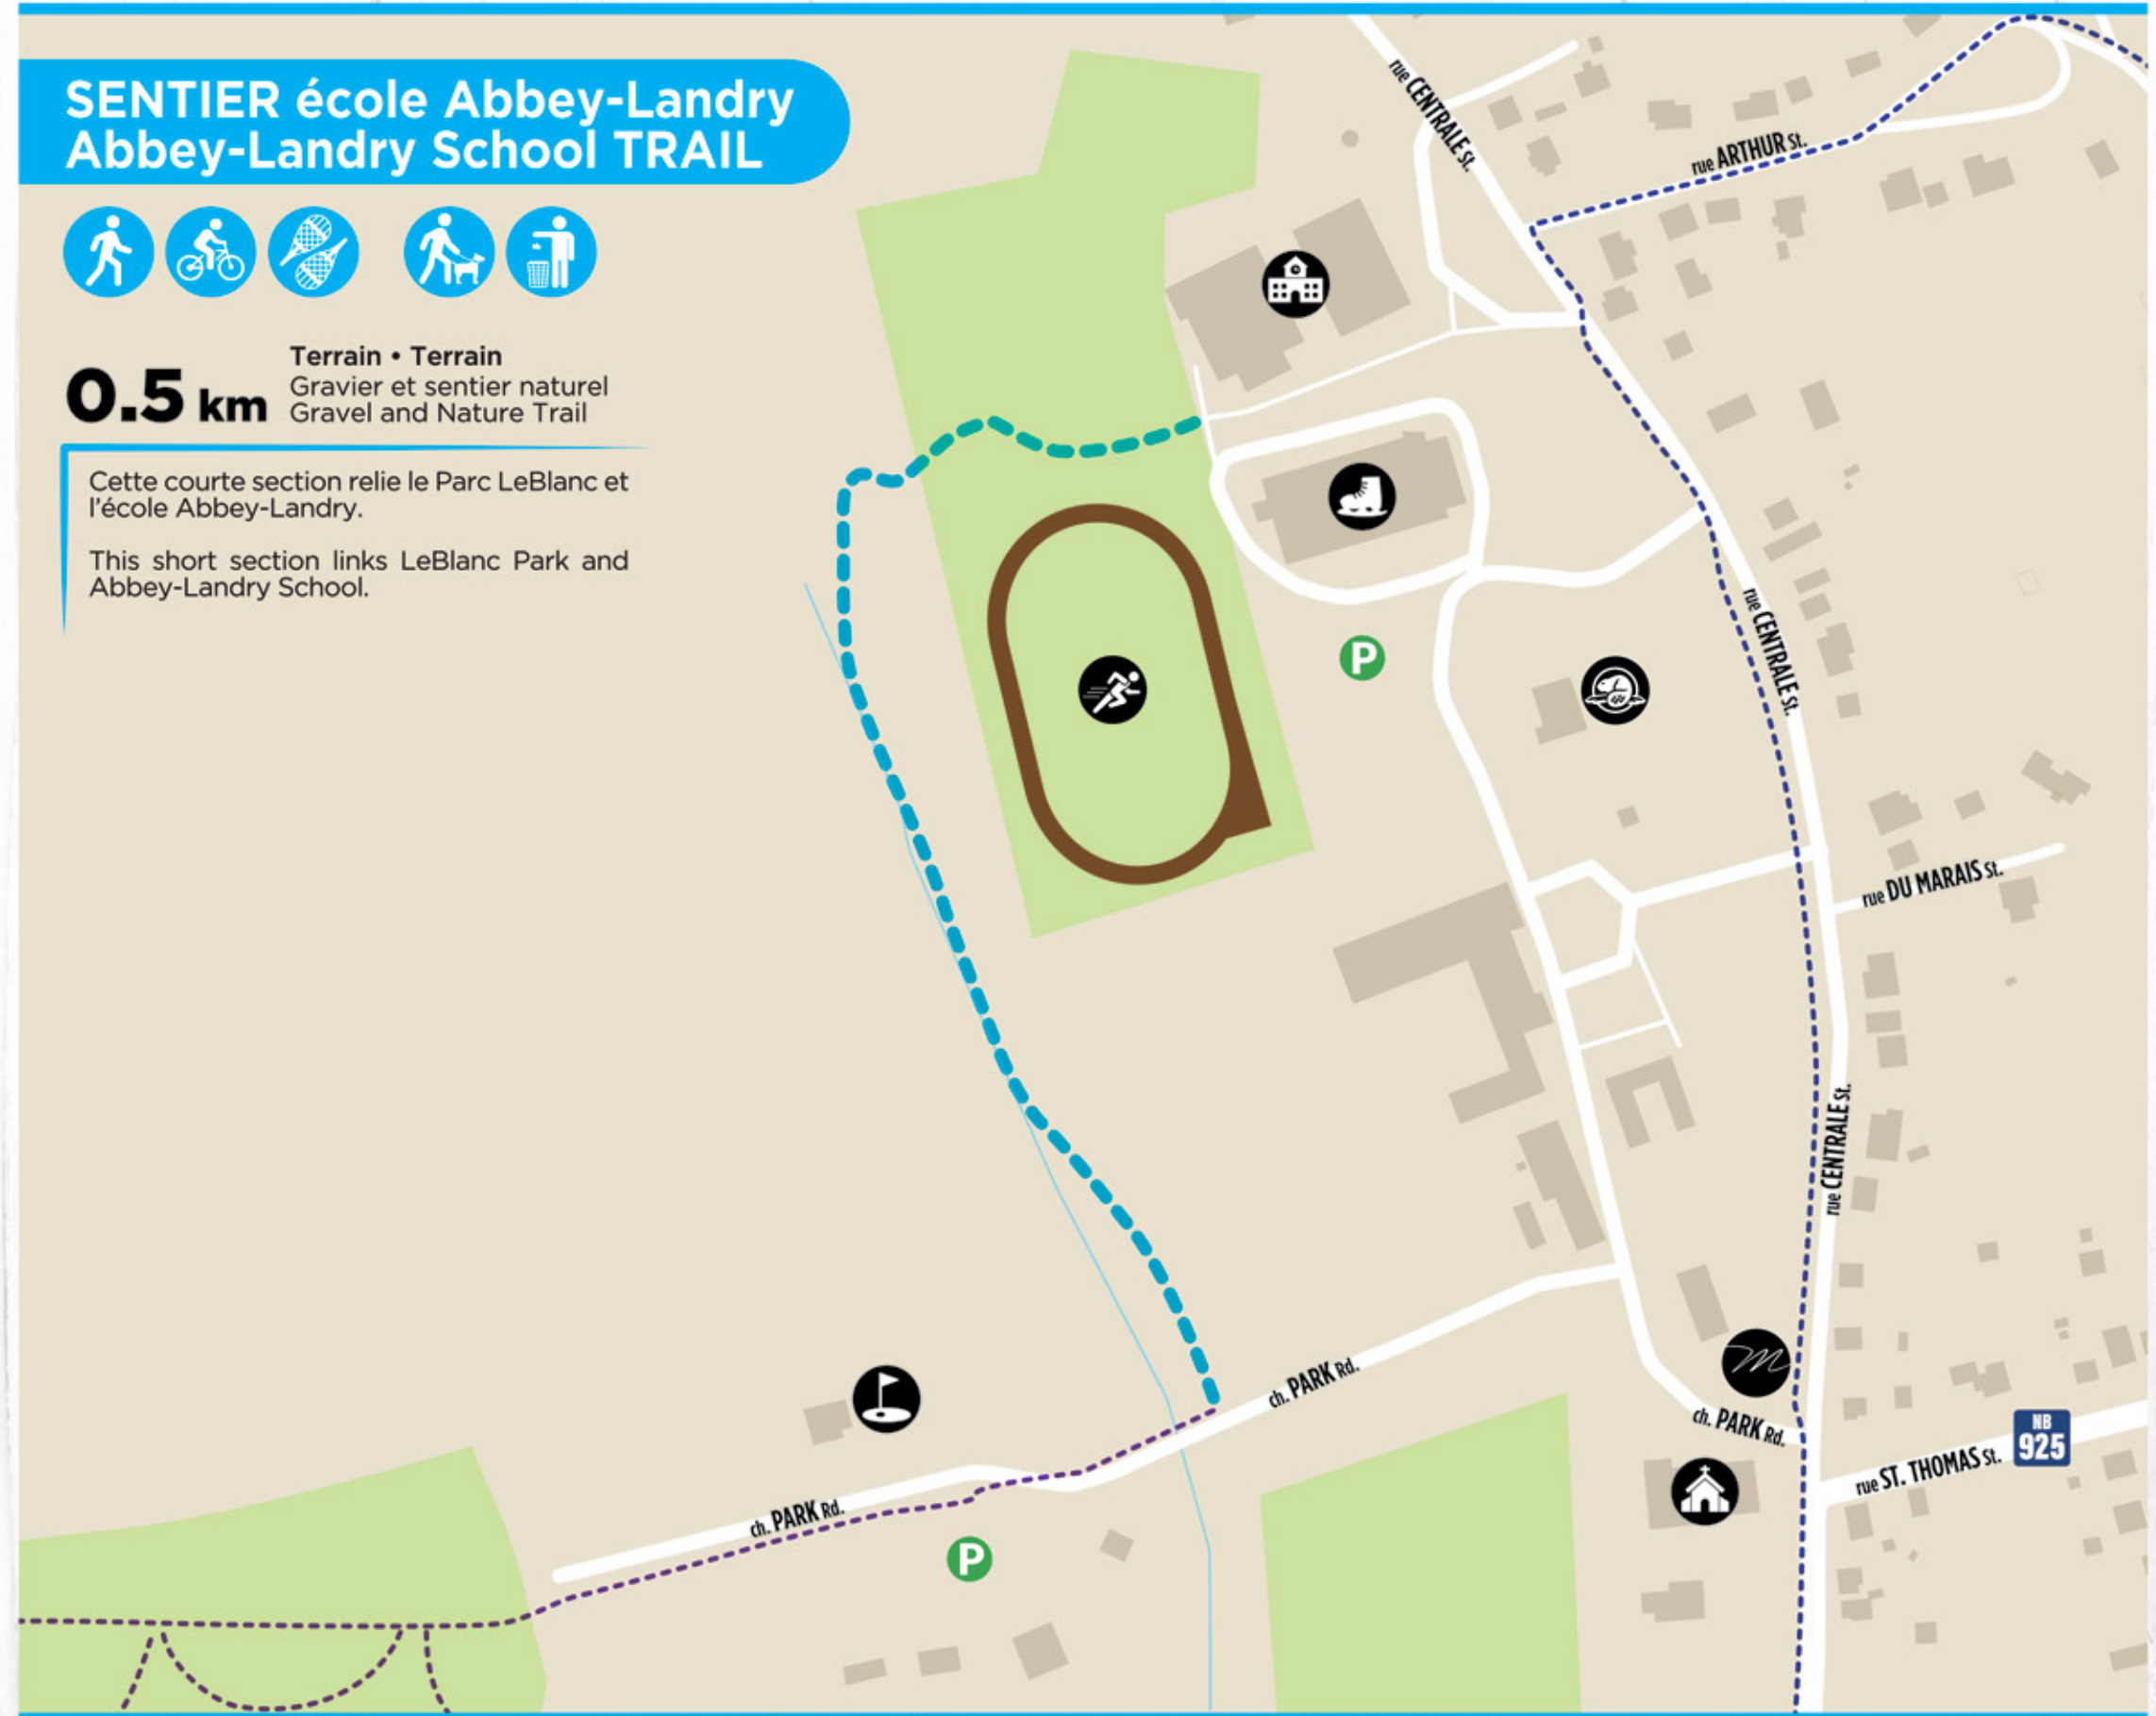 SENTIER école Abbey-Landry
Abbey-Landry School TRAIL
0.5 km
Terrain • Terrain
Gravier et sentier naturel
Gravel and Nature Trail
Cette courte section relie le Parc LeBlanc et
l'école Abbey-Landry.
This short section links LeBlanc Park and
Abbey-Landry School.
rue CENTRALE St.
rue ARTHUR St.
P
rue CENTRALE St.
rue DU MARAIS St.
rue CENTRALE St.
ch. PARK Rd.
m
ch. PARK Rd.
NB
925
rue ST. THOMAS St.
ch. PARK Rd.
P